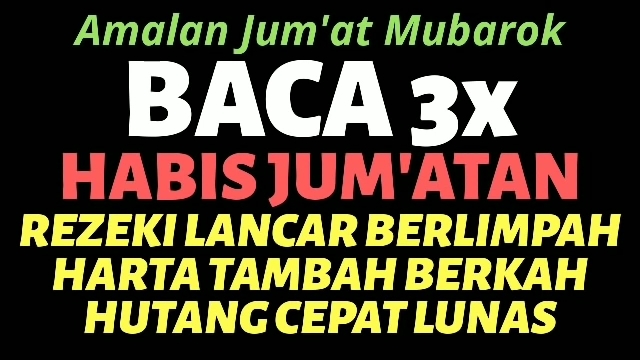 Amalan Jum'at Mubarok
BACA 3x
HABIS JUM'ATAN
REZEKI LANCAR BERLIMPAH
HARTA TAMBAH BERKAH
HUTANG CEPAT LUNAS